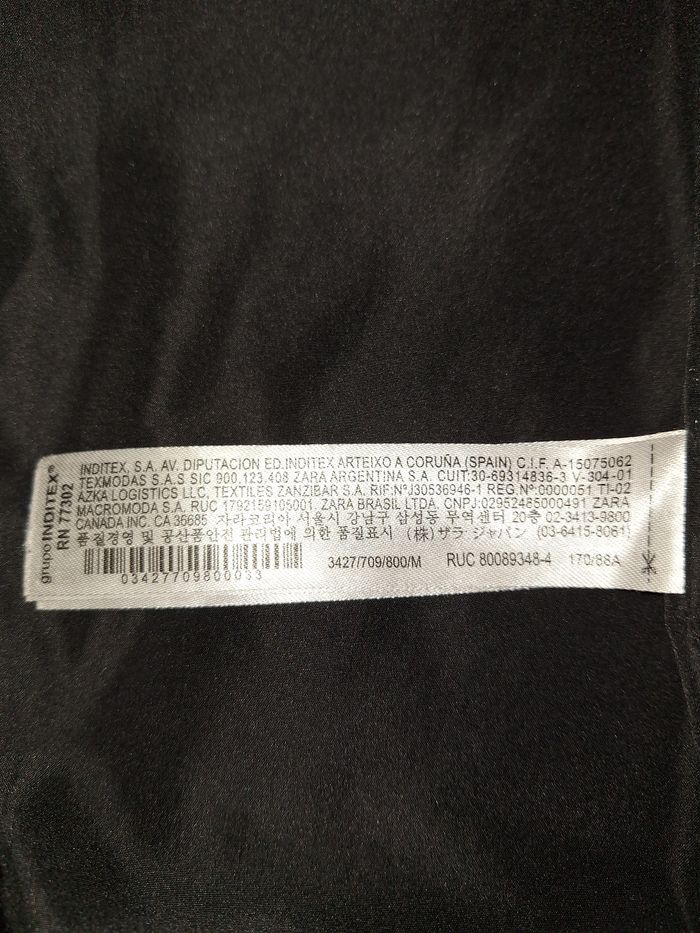 grupo INDITEX®
RN 77302
INDITEX, S.A. AV. DIPUTACION ED.INDITEX ARTEIXO A CORUÑA (SPAIN) C.I.F. A-15075062
TEXMODAS S.A.S SIC 900.123.408 ZARA ARGENTINA S.A. CUIT:30-69314836-3 V-304-01
AZKA LOGISTICS LLC, TEXTILES ZANZIBAR S.A. RIF:NºJ30536946-1 REG.Nº:0000051 TI-02
MACROMODA S.A. RUC 1792159105001. ZARA BRASIL LTDA. CNPJ:02952485000491 ZARA
CANADA INC. CA 36685 자라코리아 서울시 강남구 삼성동 무역센터 20층 02-3413-9800
품질경영 및 공산품안전 관리법에 의한 품질표시 (株) ザラ ジャパン (03-6415-8061)
03427709800033
3427/709/800/M RUC 80089348-4 170/88A